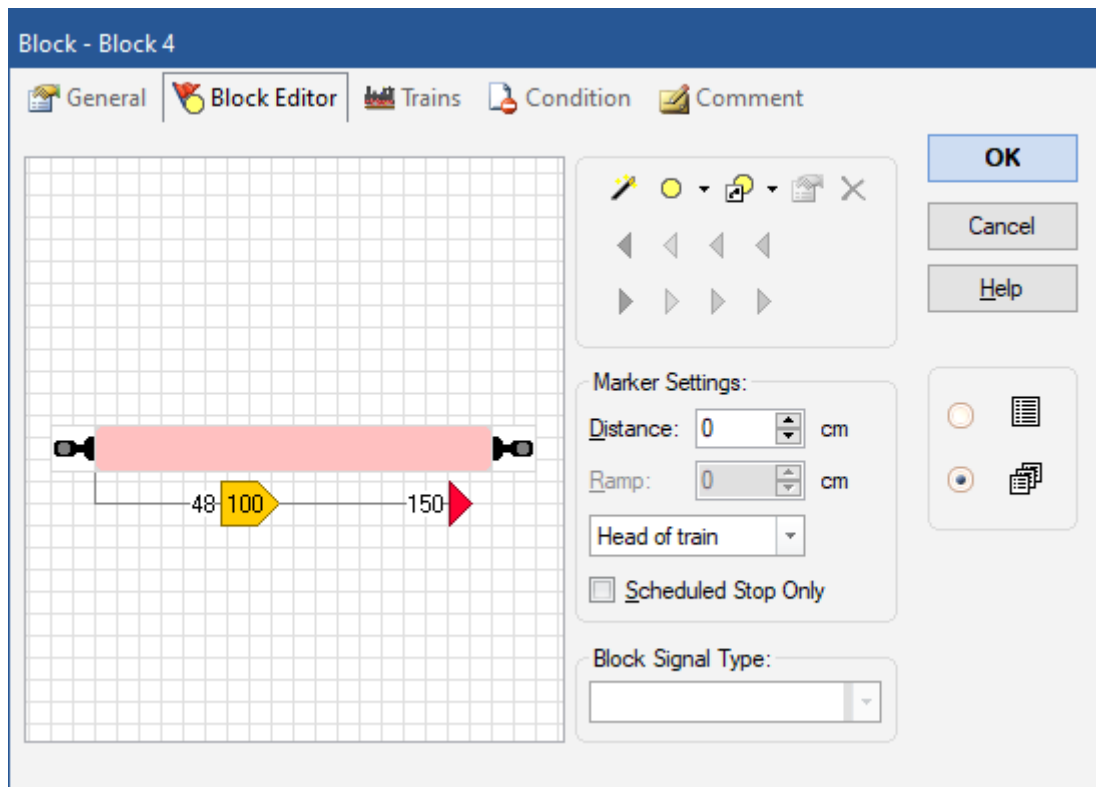 Block - Block 4
General Block Editor Trains Condition Comment
OK
Cancel
Help
Marker Settings:
Distance: 0 cm
Ramp: 0 cm
Head of train
Scheduled Stop Only
Block Signal Type:
48 100 150